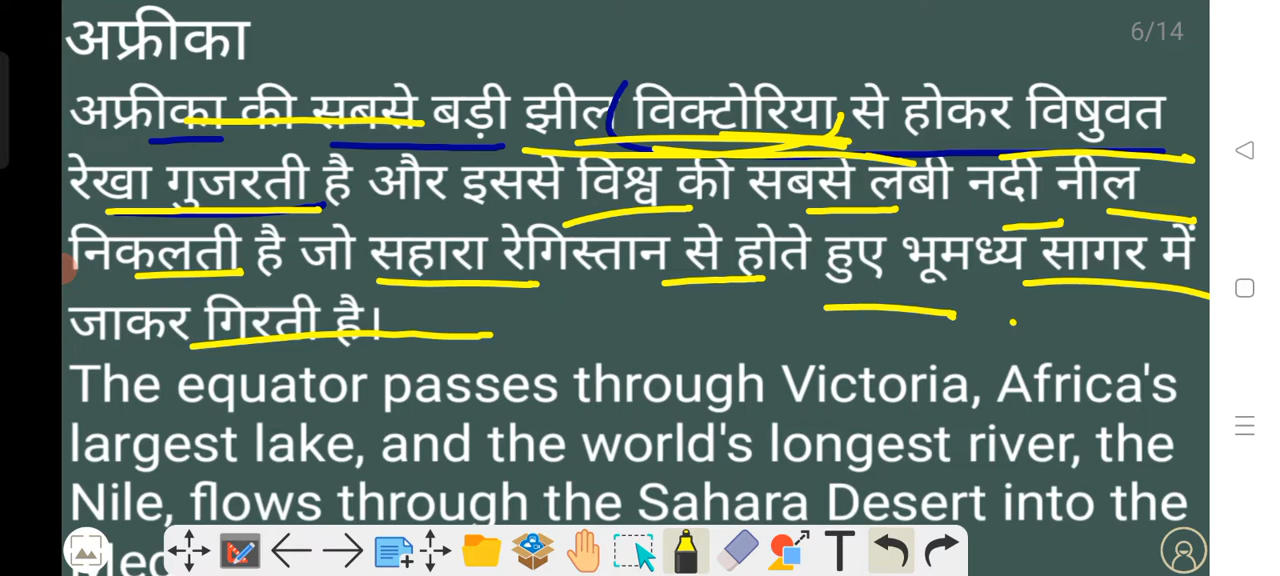 अफ्रीका
6/14
अफ्रीका की सबसे बड़ी झील विक्टोरिया से होकर विषुवत
रेखा गुजरती है और इससे विश्व की सबसे लबी नदी नील
निकलती है जो सहारा रेगिस्तान से होते हुए भूमध्य सागर में
जाकर गिरती है।
The equator passes through Victoria, Africa's
largest lake, and the world's longest river, the
Nile, flows through the Sahara Desert into the